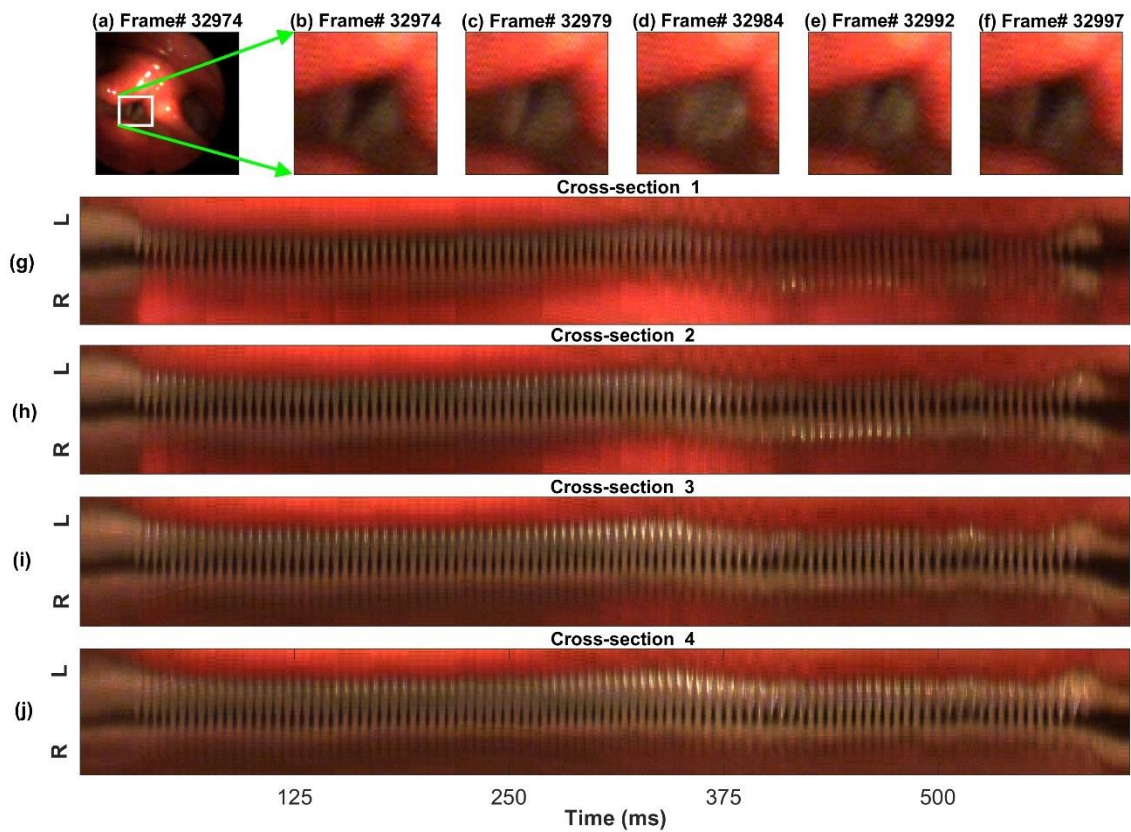 (a) Frame# 32974 (b) Frame# 32974 (c) Frame# 32979 (d) Frame# 32984 (e) Frame# 32992 (f) Frame# 32997
Cross-section 1
L
(g)
R
Cross-section 2
L
(h)
R
Cross-section 3
L
(i)
R
Cross-section 4
L
(j)
R
125 250 375 500
Time (ms)